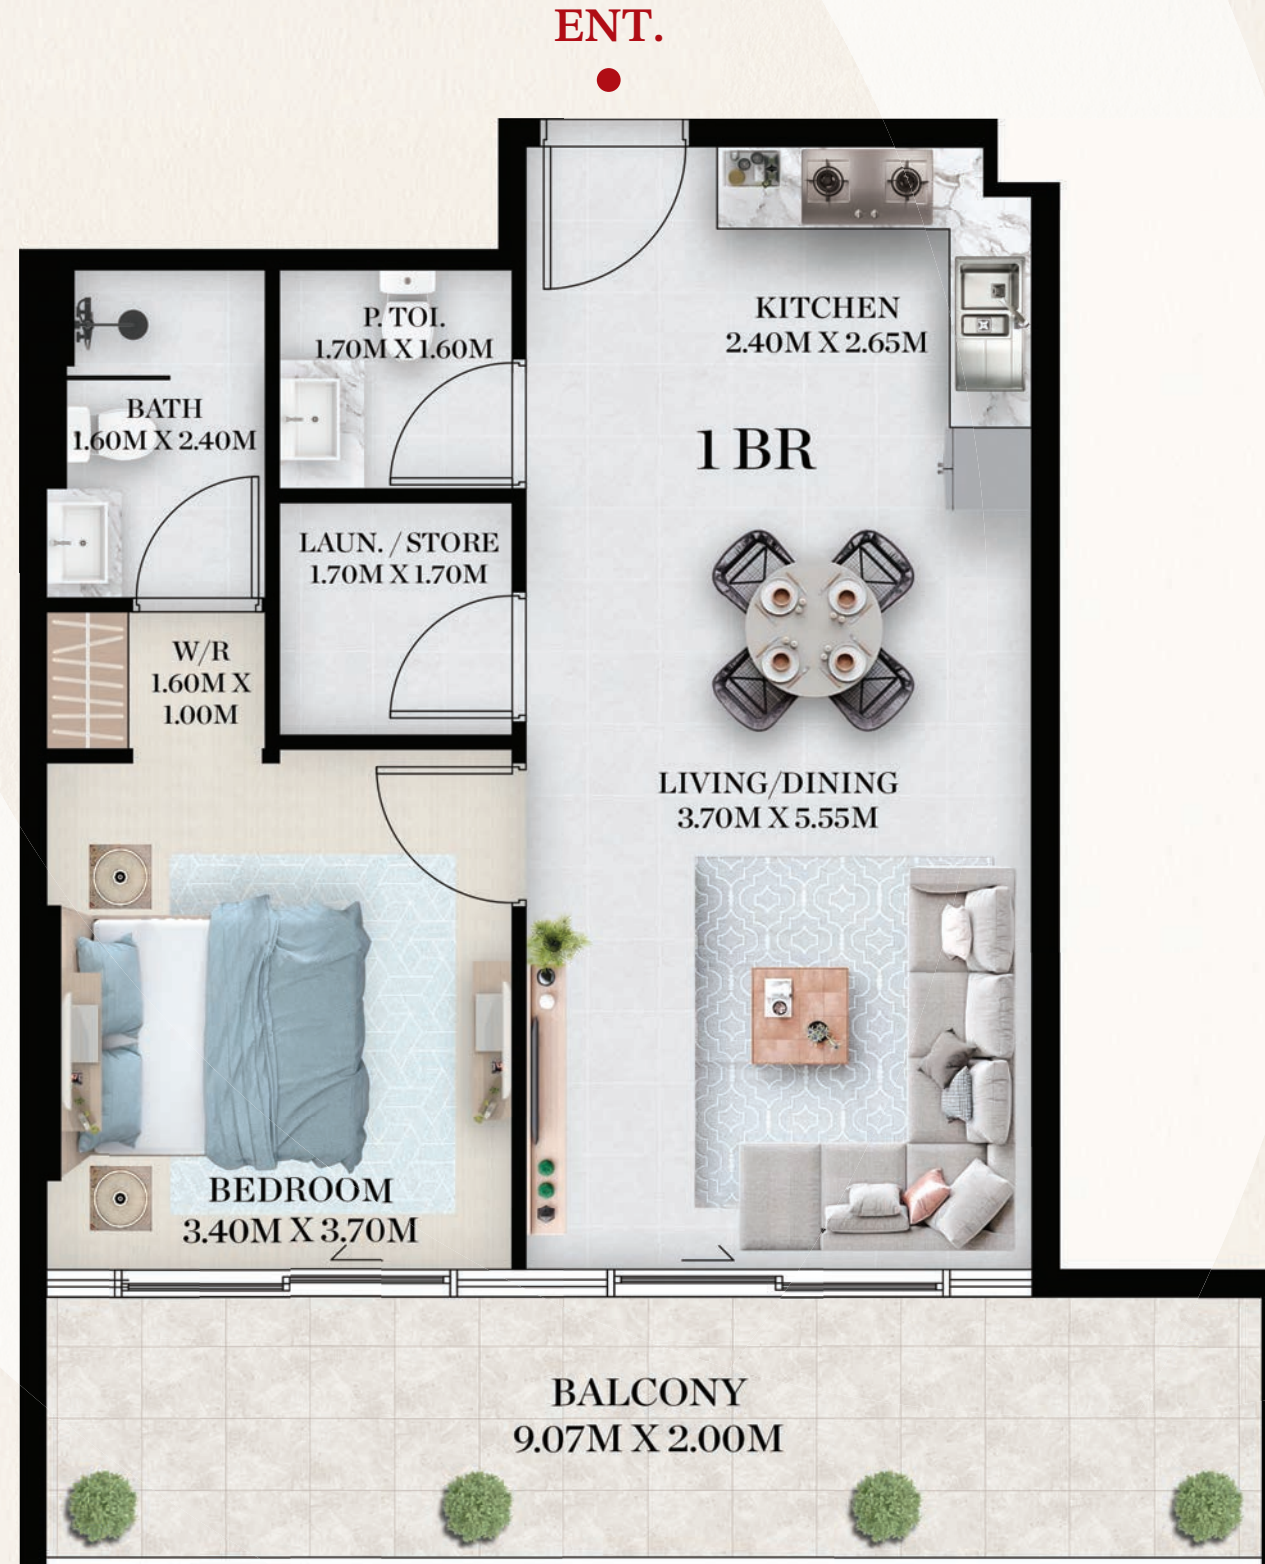 ENT.
KITCHEN
2.40M X 2.65M
P. TOI.
1.70M X 1.60M
BATH
1.60M X 2.40M
1 BR
LAUN. / STORE
1.70M X 1.70M
W/R
1.60M X
1.00M
LIVING/DINING
3.70M X 5.55M
BEDROOM
3.40M X 3.70M
BALCONY
9.07M X 2.00M